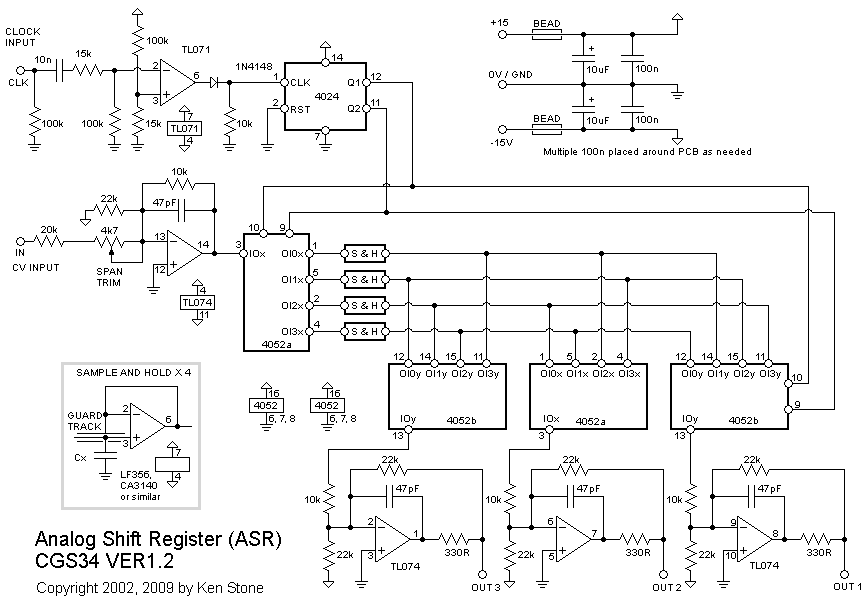 CLOCK
INPUT
CLK
10n
15k
100k
100k
100k
15k
TL071
2
3
6
7
TL071
4
1N4148
10k
14
1
CLK
2
RST
4024
Q1
12
Q2
11
7
+15
BEAD
+
10uF
100n
0V / GND
+
10uF
100n
-15V
BEAD
Multiple 100n placed around PCB as needed
10k
22k
47pF
20k
4k7
IN
CV INPUT
SPAN
TRIM
13
12
14
4
TL074
11
10
9
3
IOx
OI0x
1
OI1x
5
OI2x
2
OI3x
4
4052a
S & H
S & H
S & H
S & H
12
14
15
11
OI0y
OI1y
OI2y
OI3y
IOy
4052b
13
1
5
2
4
OI0x
OI1x
OI2x
OI3x
IOx
4052a
3
12
14
15
11
OI0y
OI1y
OI2y
OI3y
10
9
IOy
4052b
13
SAMPLE AND HOLD X 4
GUARD
TRACK
2
3
6
Cx
LF356,
CA3140
or similar
7
4
16
4052
6, 7, 8
16
4052
6, 7, 8
22k
47pF
10k
22k
2
3
1
330R
TL074
OUT 3
22k
47pF
10k
22k
6
5
7
330R
OUT 2
22k
47pF
10k
22k
9
10
8
330R
TL074
OUT 1
Analog Shift Register (ASR)
CGS34 VER1.2
Copyright 2002, 2009 by Ken Stone